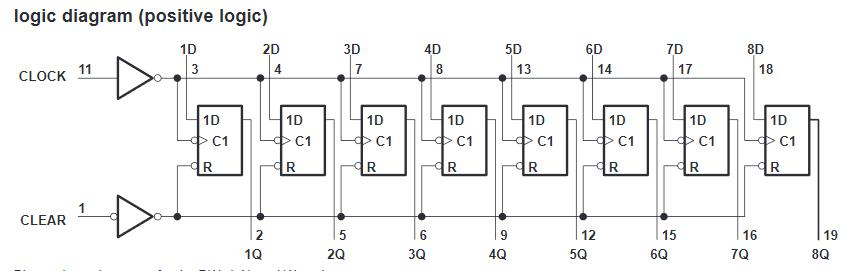 logic diagram (positive logic)
1D 2D 3D 4D 5D 6D 7D 8D
CLOCK 11 3 4 7 8 13 14 17 18
1D 1D 1D 1D 1D 1D 1D 1D
C1 C1 C1 C1 C1 C1 C1 C1
R R R R R R R R
CLEAR 1
2 5 6 9 12 15 16 19
1Q 2Q 3Q 4Q 5Q 6Q 7Q 8Q